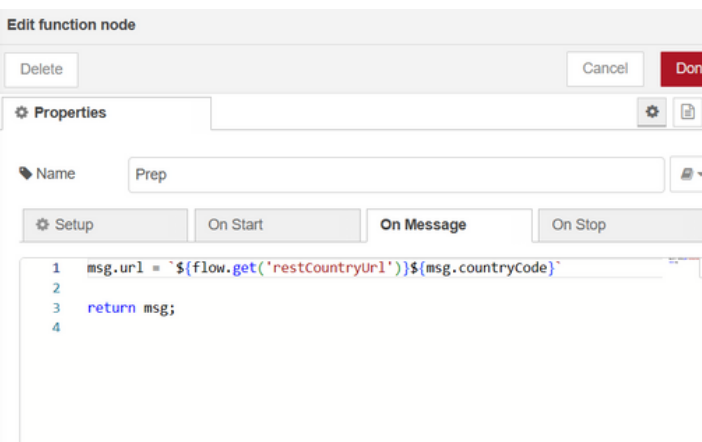 Edit function node
Delete
Cancel
Don
Properties
Name
Prep
Setup
On Start
On Message
On Stop
1 msg.url = `${flow.get('restCountryUrl')}${msg.countryCode}`
2
3 return msg;
4